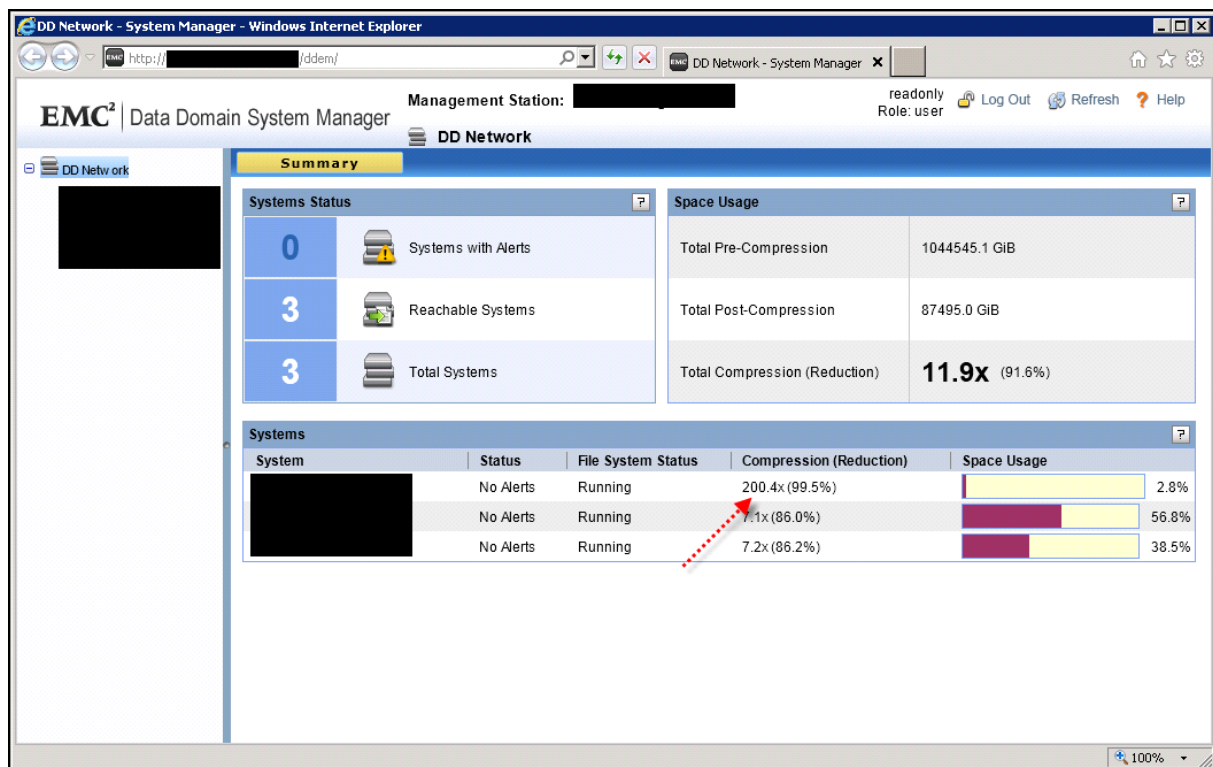 DD Network - System Manager - Windows Internet Explorer
http:// /ddem/
DD Network - System Manager
EMC² Data Domain System Manager
Management Station:
readonly
Role: user
Log Out
Refresh
? Help
DD Network
DD Network
Summary
Systems Status ?
0 Systems with Alerts
3 Reachable Systems
3 Total Systems
Space Usage ?
Total Pre-Compression 1044545.1 GiB
Total Post-Compression 87495.0 GiB
Total Compression (Reduction) 11.9x (91.6%)
Systems ?
System Status File System Status Compression (Reduction) Space Usage
No Alerts Running 200.4x (99.5%) 2.8%
No Alerts Running 7.1x (86.0%) 56.8%
No Alerts Running 7.2x (86.2%) 38.5%
100%